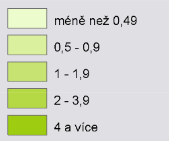 méně než 0,49
0,5 - 0,9
1 - 1,9
2 - 3,9
4 a více